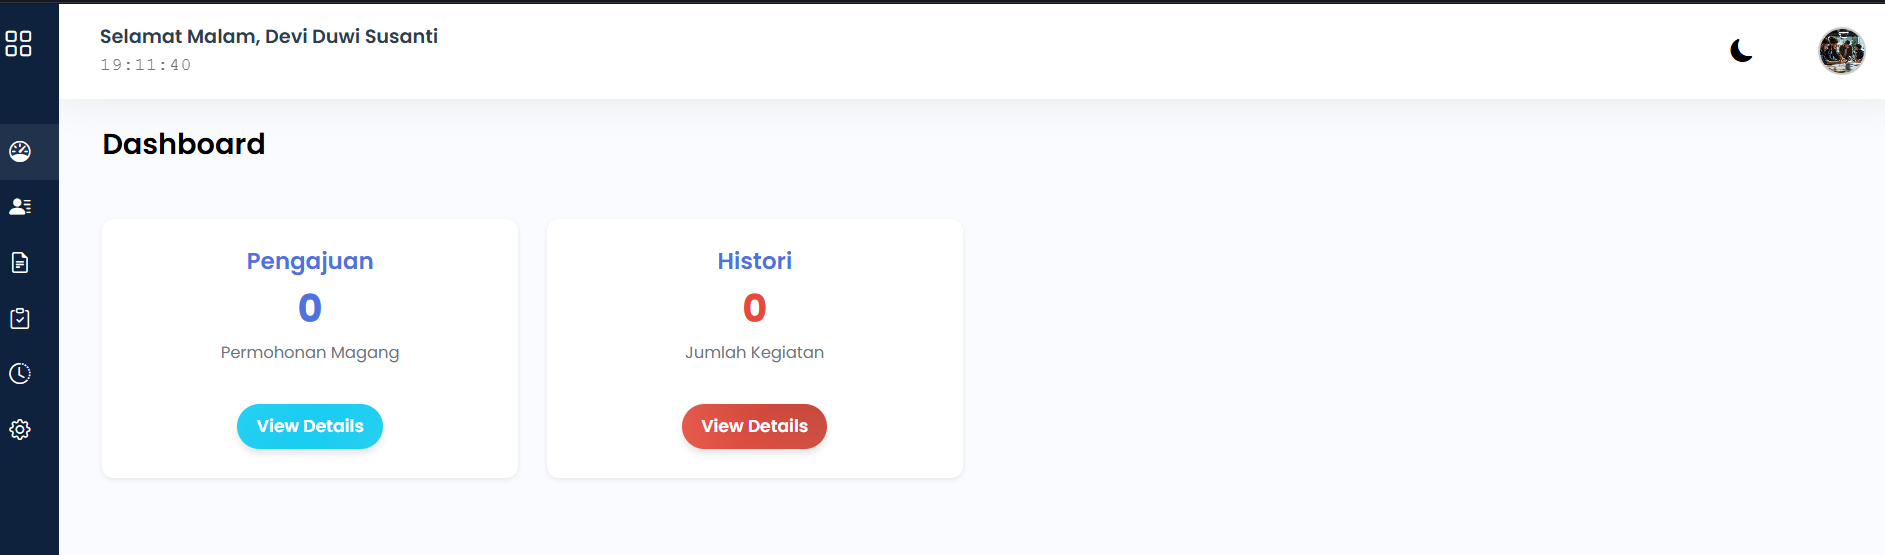 Selamat Malam, Devi Duwi Susanti
19:11:40
Dashboard
Pengajuan
0
Permohonan Magang
View Details
Histori
0
Jumlah Kegiatan
View Details